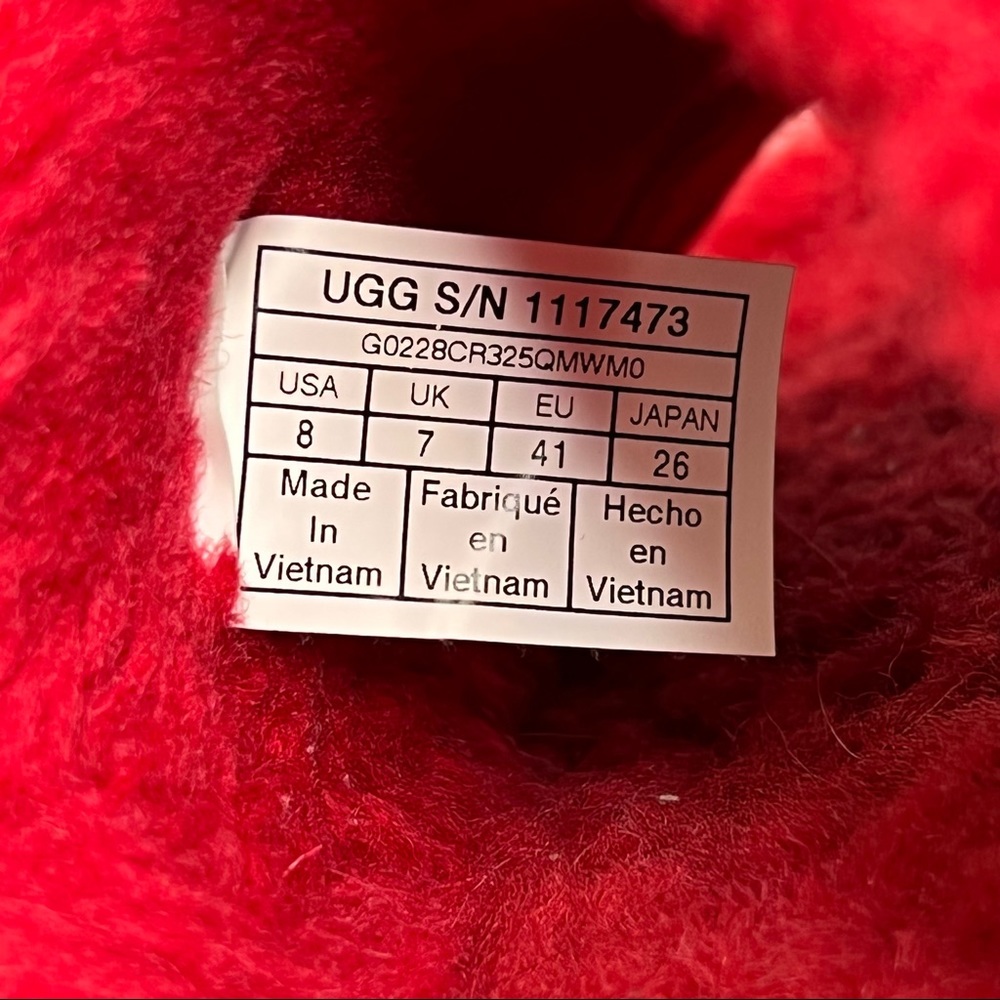 UGG S/N 1117473
G0228CR325QMWM0
USA UK EU JAPAN
8 7 41 26
Made
In
Vietnam
Fabriqué
en
Vietnam
Hecho
en
Vietnam